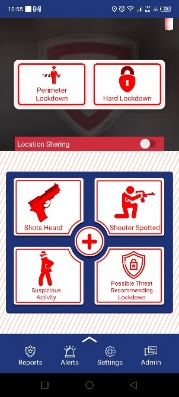 10:55
Perimeter
Lockdown
Hard Lockdown
Location Sharing
Shots Heard
Shooter Spotted
Suspicious
Activity
Possible Threat
Recommending
Lockdown
Reports
Alerts
Settings
Admin